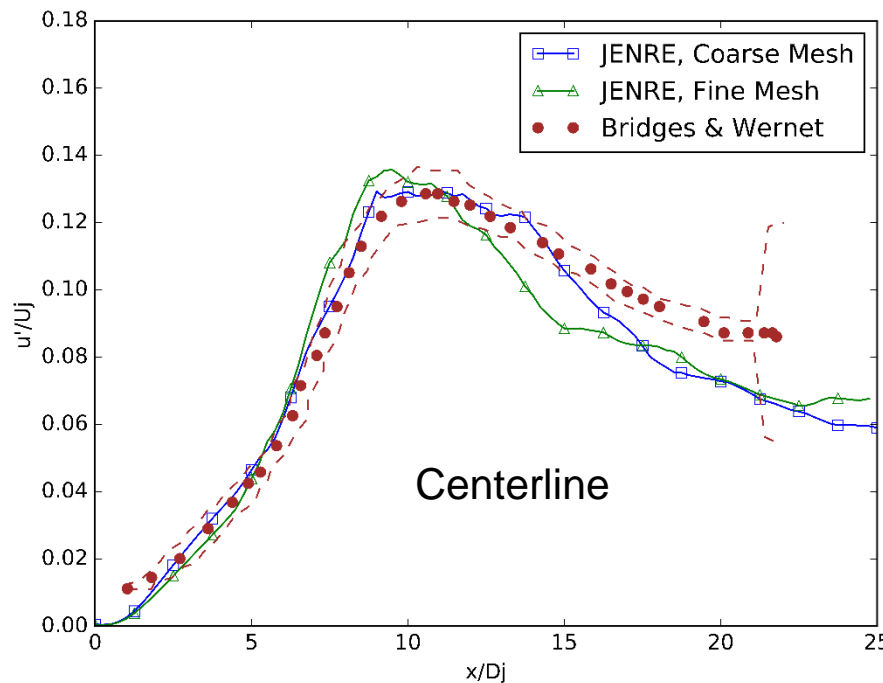 0.18
0.16
0.14
0.12
0.10
0.08
0.06
0.04
0.02
0.00
u'/Uj
JENRE, Coarse Mesh
JENRE, Fine Mesh
Bridges & Wernet
Centerline
0 5 10 15 20 25
x/Dj